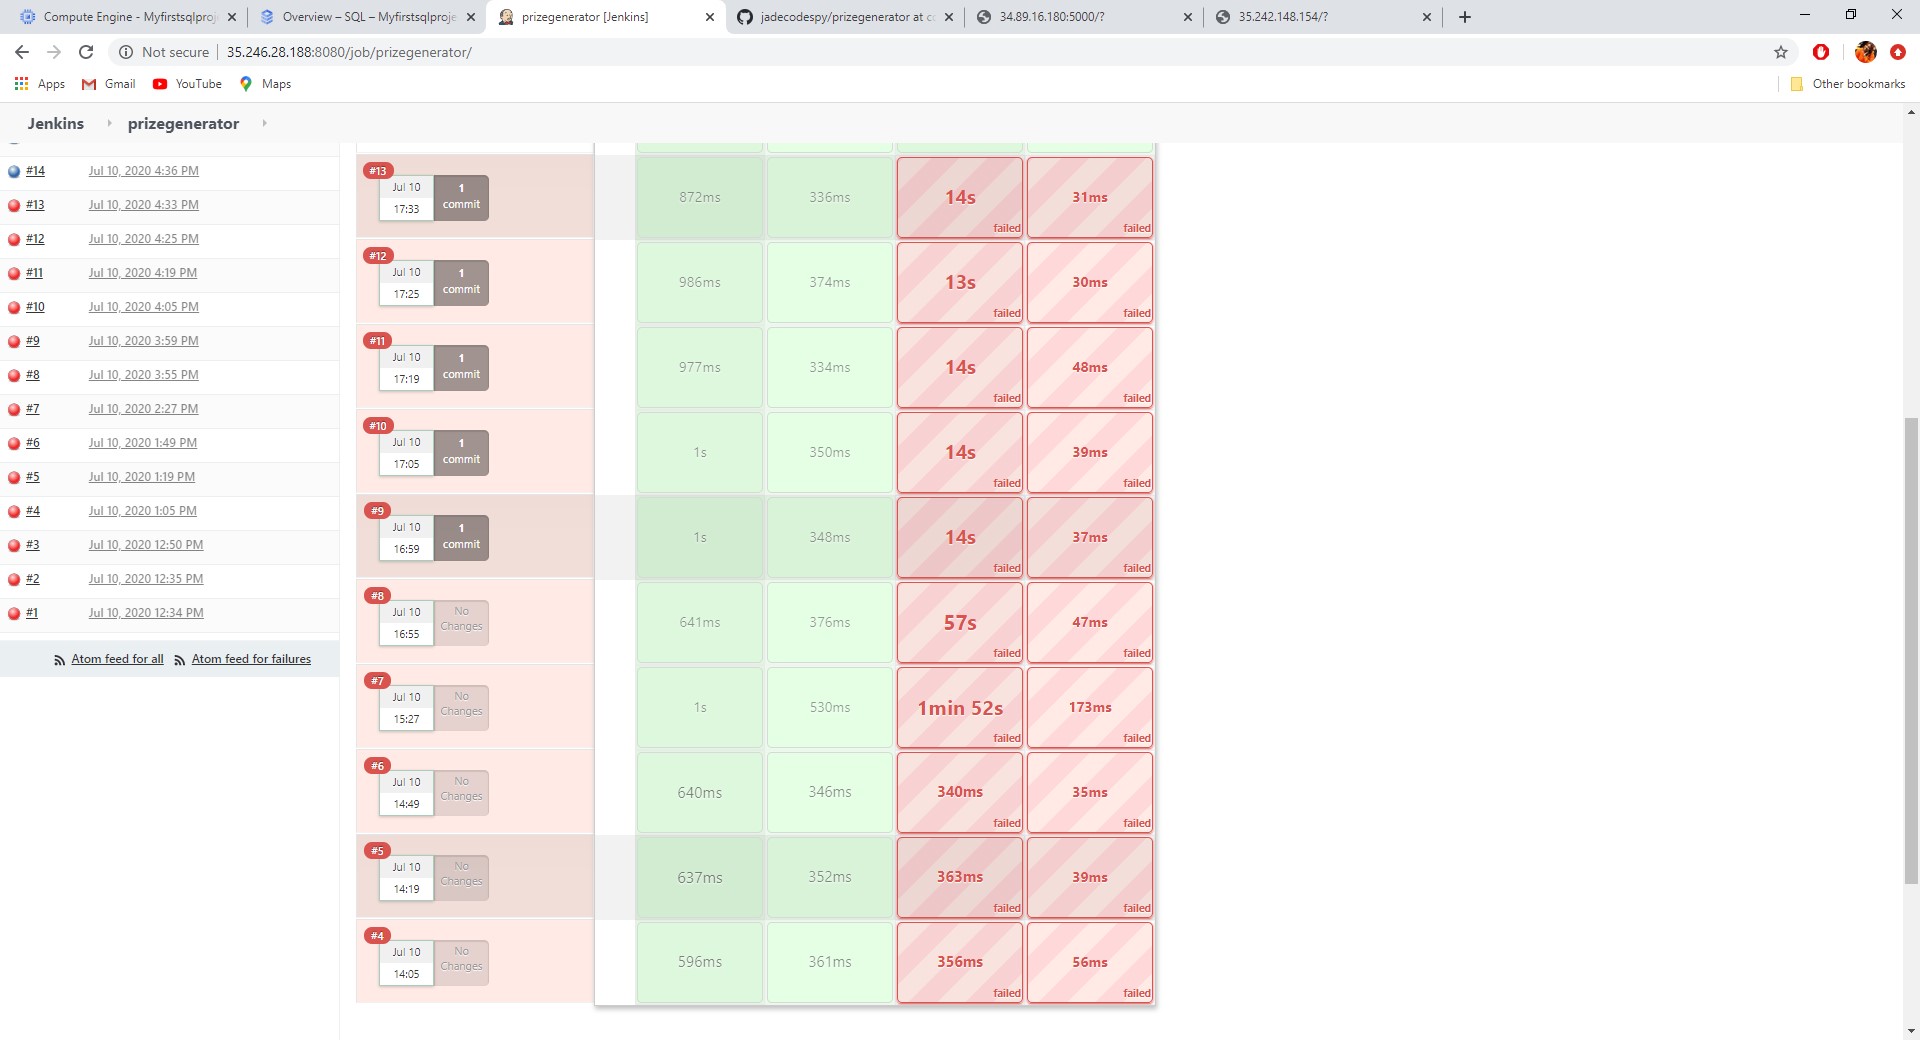 Compute Engine - Myfirstsqlproje
Overview – SQL – Myfirstsqlproje
prizegenerator [Jenkins]
jadecodespy/prizegenerator at co
34.89.16.180:5000/?
35.242.148.154/?
Not secure
35.246.28.188:8080/job/prizegenerator/
Apps
Gmail
YouTube
Maps
Other bookmarks
Jenkins
prizegenerator
#14 Jul 10, 2020 4:36 PM
#13 Jul 10, 2020 4:33 PM
#12 Jul 10, 2020 4:25 PM
#11 Jul 10, 2020 4:19 PM
#10 Jul 10, 2020 4:05 PM
#9 Jul 10, 2020 3:59 PM
#8 Jul 10, 2020 3:55 PM
#7 Jul 10, 2020 2:27 PM
#6 Jul 10, 2020 1:49 PM
#5 Jul 10, 2020 1:19 PM
#4 Jul 10, 2020 1:05 PM
#3 Jul 10, 2020 12:50 PM
#2 Jul 10, 2020 12:35 PM
#1 Jul 10, 2020 12:34 PM
Atom feed for all
Atom feed for failures
#13
Jul 10
17:33
1
commit
872ms
336ms
14s
failed
31ms
failed
#12
Jul 10
17:25
1
commit
986ms
374ms
13s
failed
30ms
failed
#11
Jul 10
17:19
1
commit
977ms
334ms
14s
failed
48ms
failed
#10
Jul 10
17:05
1
commit
1s
350ms
14s
failed
39ms
failed
#9
Jul 10
16:59
1
commit
1s
348ms
14s
failed
37ms
failed
#8
Jul 10
16:55
No
Changes
641ms
376ms
57s
failed
47ms
failed
#7
Jul 10
15:27
No
Changes
1s
530ms
1min 52s
failed
173ms
failed
#6
Jul 10
14:49
No
Changes
640ms
346ms
340ms
failed
35ms
failed
#5
Jul 10
14:19
No
Changes
637ms
352ms
363ms
failed
39ms
failed
#4
Jul 10
14:05
No
Changes
596ms
361ms
356ms
failed
56ms
failed